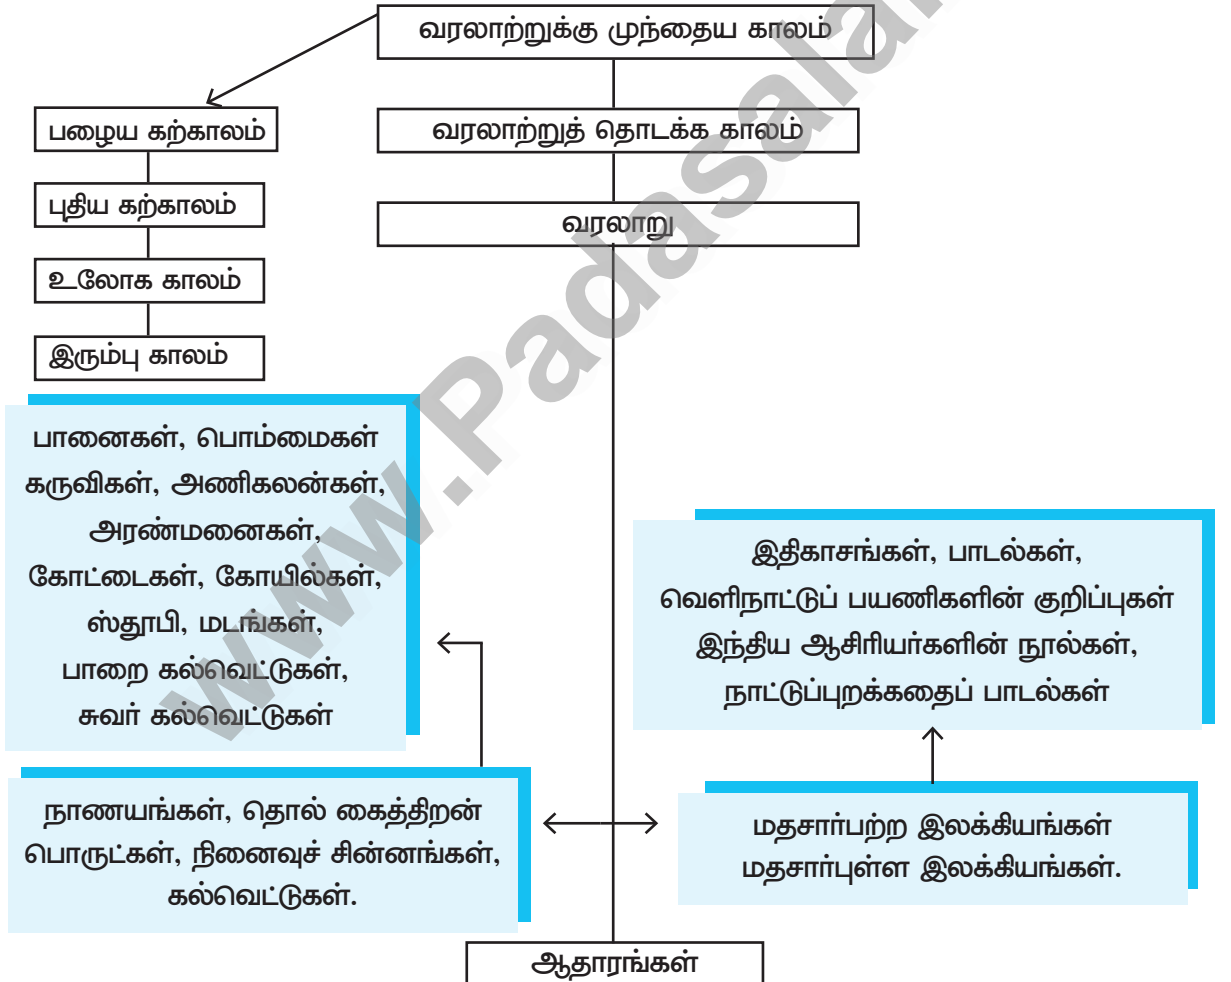 வரலாற்றுக்கு முந்தைய காலம்
பழைய கற்காலம்
வரலாற்றுத் தொடக்க காலம்
புதிய கற்காலம்
வரலாறு
உலோக காலம்
இரும்பு காலம்
பானைகள், பொம்மைகள்
கருவிகள், அணிகலன்கள்,
அரண்மனைகள்,
கோட்டைகள், கோயில்கள்,
ஸ்தூபி, மடங்கள்,
பாறை கல்வெட்டுகள்,
சுவர் கல்வெட்டுகள்
இதிகாசங்கள், பாடல்கள்,
வெளிநாட்டுப் பயணிகளின் குறிப்புகள்
இந்திய ஆசிரியர்களின் நூல்கள்,
நாட்டுப்புறக்கதைப் பாடல்கள்
நாணயங்கள், தொல் கைத்திறன்
பொருட்கள், நினைவுச் சின்னங்கள்,
கல்வெட்டுகள்.
மதசார்பற்ற இலக்கியங்கள்
மதசார்புள்ள இலக்கியங்கள்.
ஆதாரங்கள்
www.Padasalai